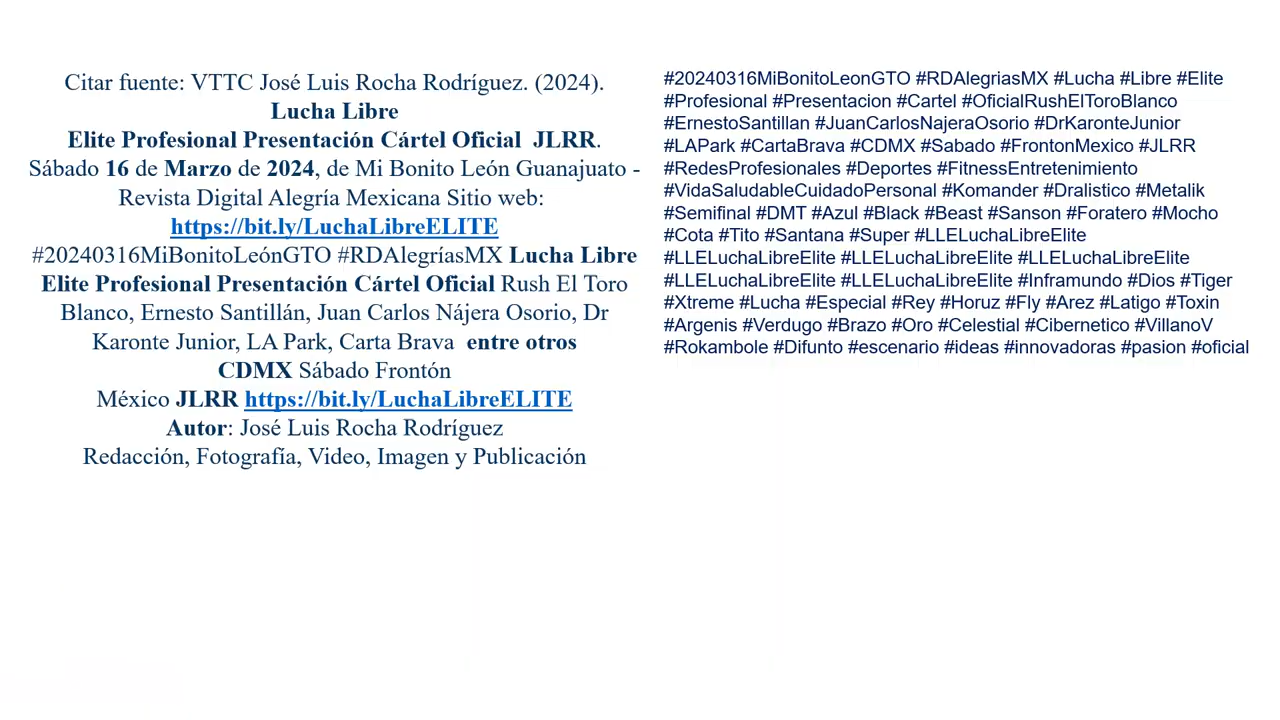 Citar fuente: VTTC José Luis Rocha Rodríguez. (2024).
Lucha Libre
Elite Profesional Presentación Cártel Oficial  JLRR.
Sábado 16 de Marzo de 2024, de Mi Bonito León Guanajuato -
Revista Digital Alegría Mexicana Sitio web:
https://bit.ly/LuchaLibreELITE
#20240316MiBonitoLeónGTO #RDAlegríasMX Lucha Libre
Elite Profesional Presentación Cártel Oficial Rush El Toro
Blanco, Ernesto Santillán, Juan Carlos Nájera Osorio, Dr
Karonte Junior, LA Park, Carta Brava  entre otros
CDMX Sábado Frontón
México JLRR https://bit.ly/LuchaLibreELITE
Autor: José Luis Rocha Rodríguez
Redacción, Fotografía, Video, Imagen y Publicación
#20240316MiBonitoLeonGTO #RDAlegriasMX #Lucha #Libre #Elite
#Profesional #Presentacion #Cartel #OficialRushElToroBlanco
#ErnestoSantillan #JuanCarlosNajeraOsorio #DrKaronteJunior
#LAPark #CartaBrava #CDMX #Sabado #FrontonMexico #JLRR
#RedesProfesionales #Deportes #FitnessEntretenimiento
#VidaSaludableCuidadoPersonal #Komander #Dralistico #Metalik
#Semifinal #DMT #Azul #Black #Beast #Sanson #Foratero #Mocho
#Cota #Tito #Santana #Super #LLELuchaLibreElite
#LLELuchaLibreElite #LLELuchaLibreElite #LLELuchaLibreElite
#LLELuchaLibreElite #LLELuchaLibreElite #Inframundo #Dios #Tiger
#Xtreme #Lucha #Especial #Rey #Horuz #Fly #Arez #Latigo #Toxin
#Argenis #Verdugo #Brazo #Oro #Celestial #Cibernetico #VillanoV
#Rokambole #Difunto #escenario #ideas #innovadoras #pasion #oficial